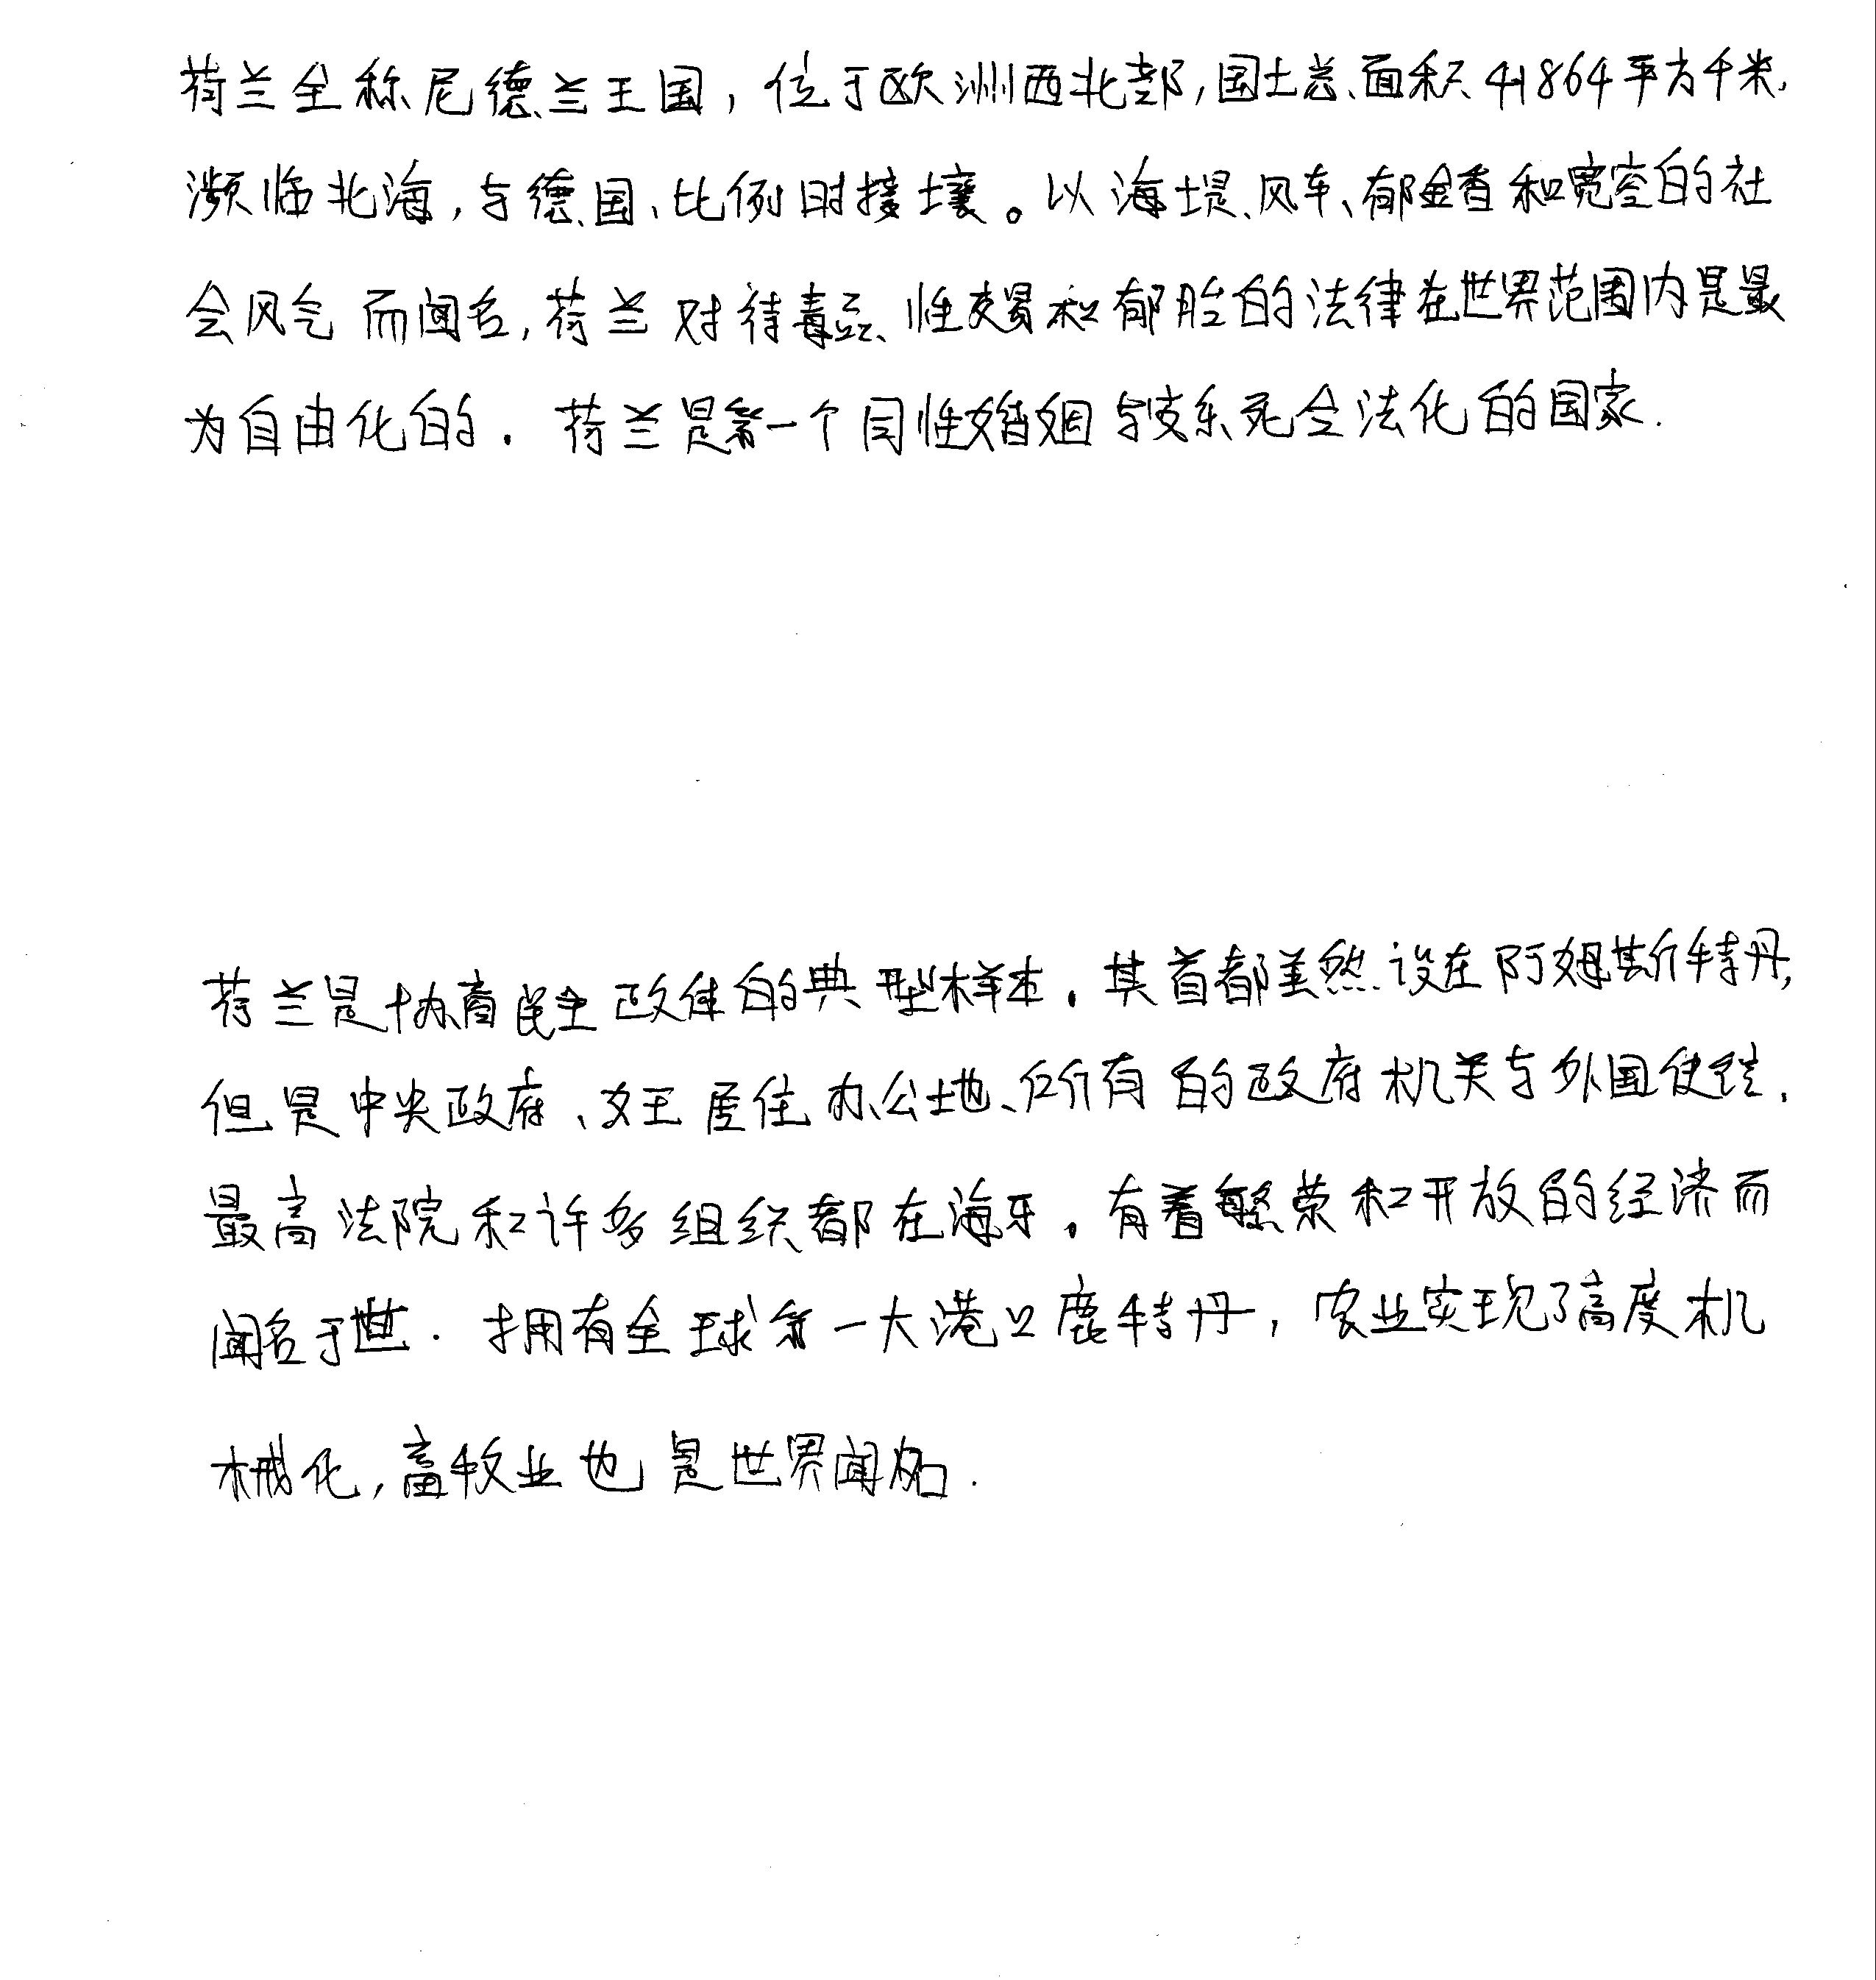 荷兰全称尼德兰王国，位于欧洲西北部，国土总面积41864平方千米，
濒临北海，与德国、比例时接壤。以海堤、风车、郁金香和宽容的社
会风气而闻名，荷兰对待毒品、性交易和郁胎的法律在世界范围内是最
为自由化的。荷兰是第一个同性婚姻与安乐死合法化的国家。
荷兰是协商民主政体的典型样本。其首都虽然设在阿姆斯特丹，
但是中央政府、女王居住办公地、所有的政府机关与外国使馆、
最高法院和许多组织都在海牙。有着繁荣和开放的经济而
闻名于世。拥有全球第一大港口鹿特丹，农业实现了高度机
械化，畜牧业也是世界闻名。